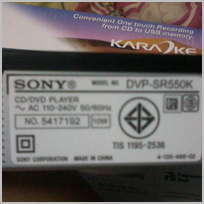 Convenient One touch Recording
from CD to USB memory.
KARAOKE
SONY® MODEL NO. DVP-SR550K
CD/DVD PLAYER
~ AC 110-240V 50/60Hz
NO. 5417192 10W
TIS 1195-2536
SONY CORPORATION MADE IN CHINA